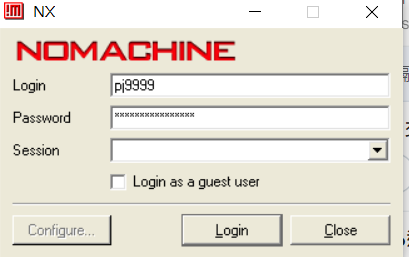 !M NX
NOMACHINE
Login pj9999
Password ****************
Session
Login as a guest user
Configure... Login Close